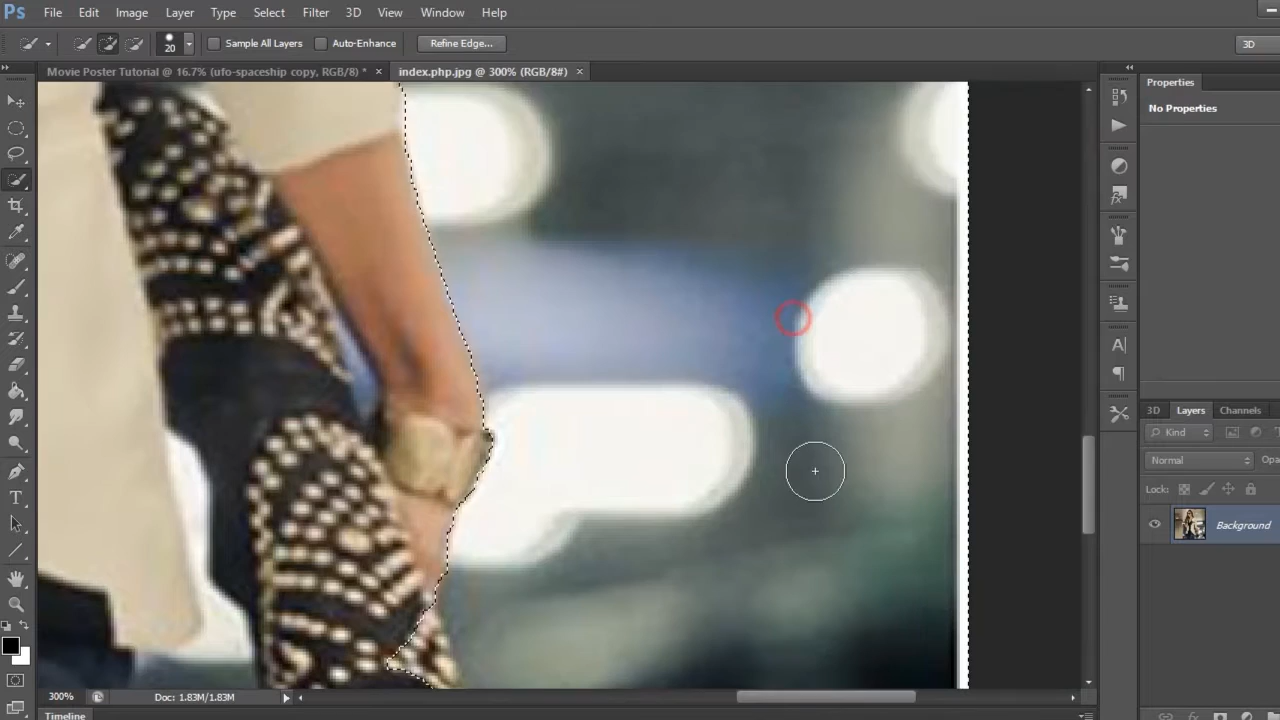 Ps File Edit Image Layer Type Select Filter 3D View Window Help
20 Sample All Layers Auto-Enhance Refine Edge... 3D
Movie Poster Tutorial @ 16.7% (ufo-spaceship copy, RGB/8) * × index.php.jpg @ 300% (RGB/8#) ×
Properties
No Properties
3D Layers Channels
Kind
Normal Opa
Lock:
Background
300% Doc: 1.83M/1.83M
Timeline